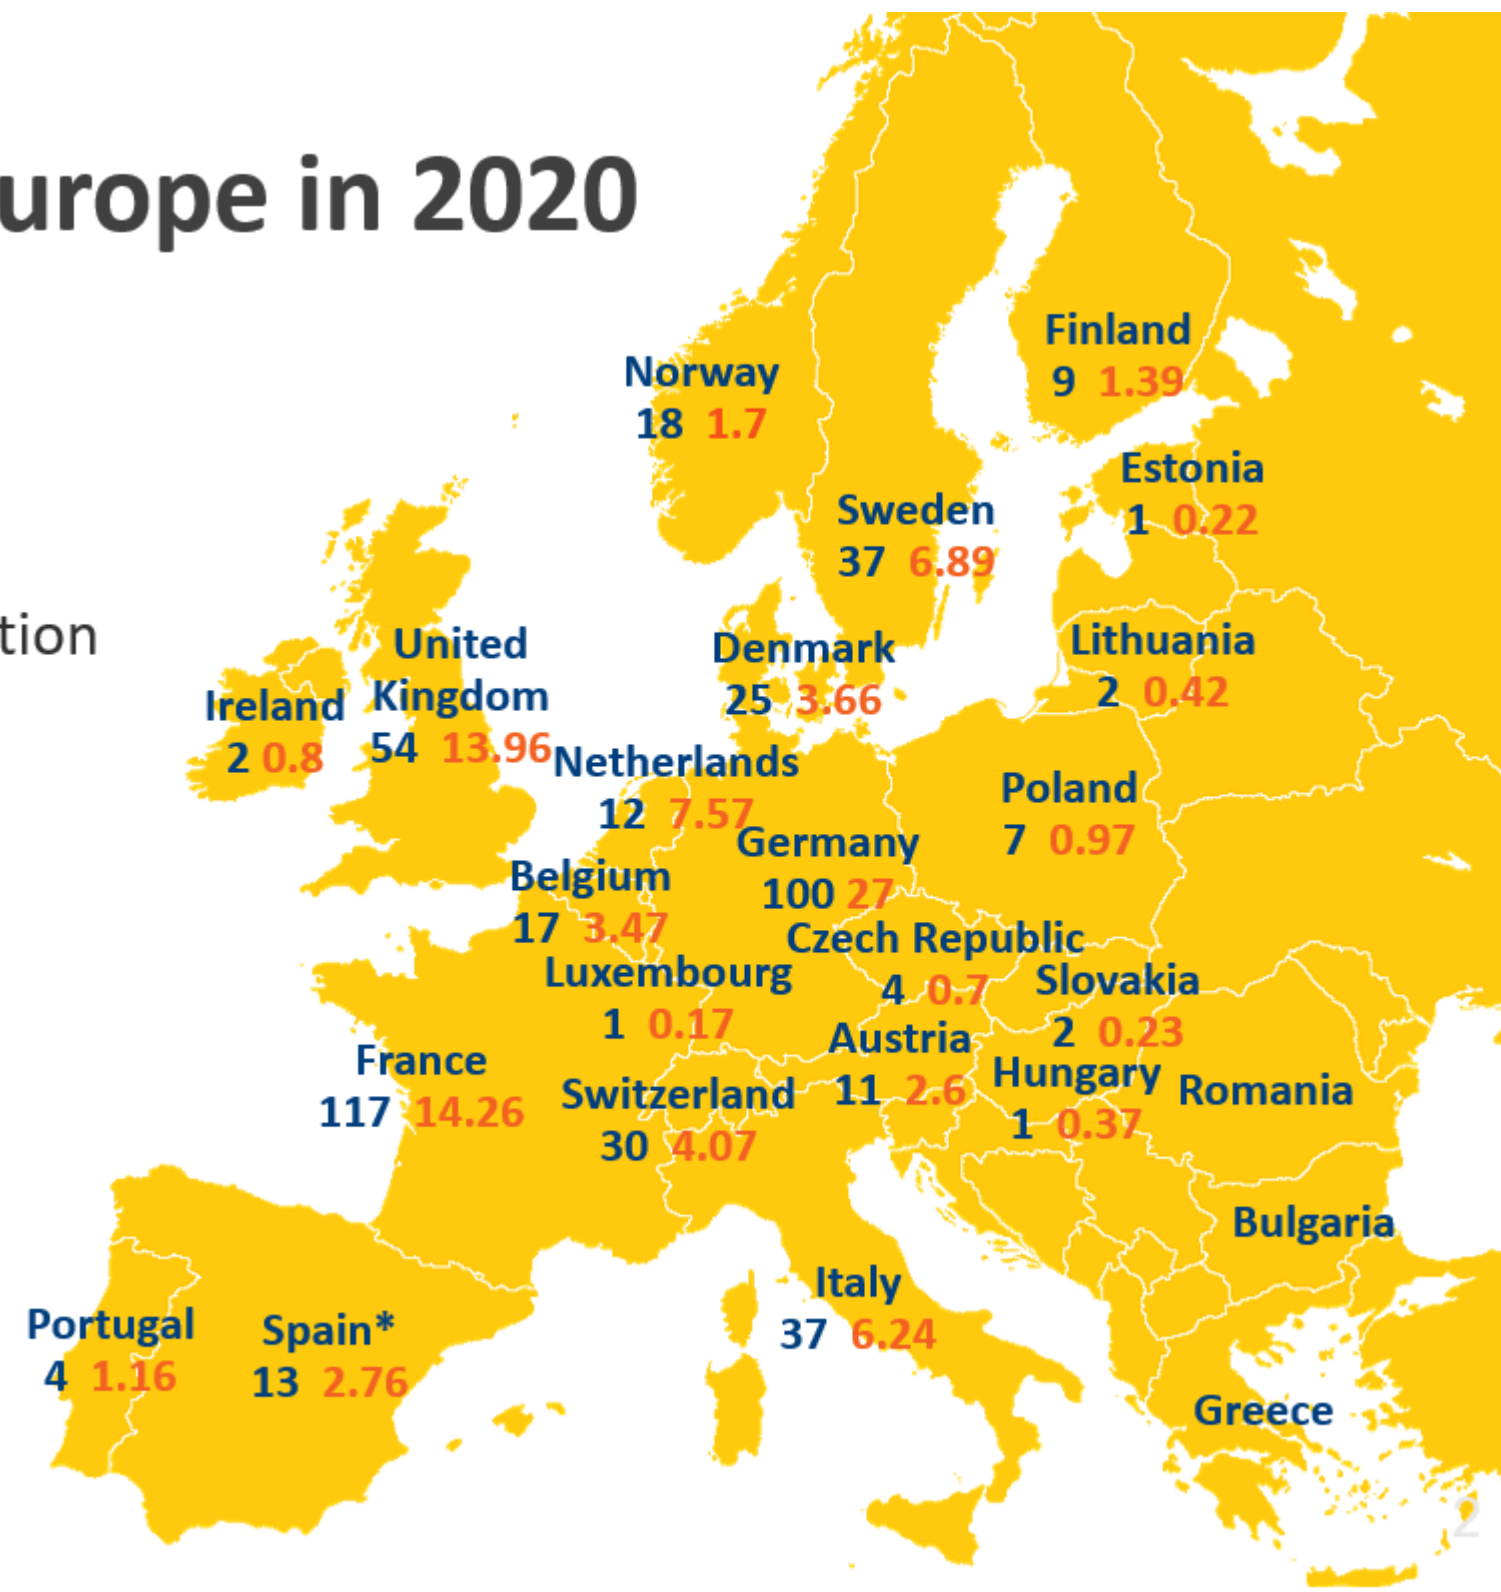 urope in 2020
tion
Norway
18 1.7
Finland
9 1.39
Sweden
37 6.89
Estonia
1 0.22
Lithuania
2 0.42
Denmark
25 3.66
United
Kingdom
54 13.96
Ireland
2 0.8
Netherlands
12 7.57
Germany
100 27
Poland
7 0.97
Belgium
17 3.47
Luxembourg
1 0.17
Czech Republic
4 0.7
Slovakia
2 0.23
Austria
11 2.6
Hungary
1 0.37
Romania
France
117 14.26
Switzerland
30 4.07
Bulgaria
Italy
37 6.24
Portugal
4 1.16
Spain*
13 2.76
Greece
2